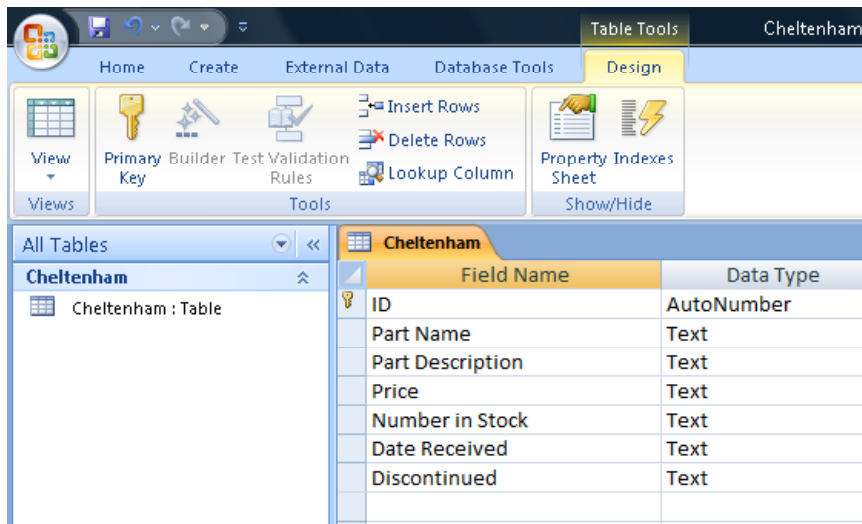 Table Tools Cheltenham
Home Create External Data Database Tools Design
View
Primary Key
Builder
Test Validation Rules
Insert Rows
Delete Rows
Lookup Column
Property Sheet
Indexes
Views Tools Show/Hide
All Tables « Cheltenham
Cheltenham
Cheltenham : Table
Field Name Data Type
ID AutoNumber
Part Name Text
Part Description Text
Price Text
Number in Stock Text
Date Received Text
Discontinued Text